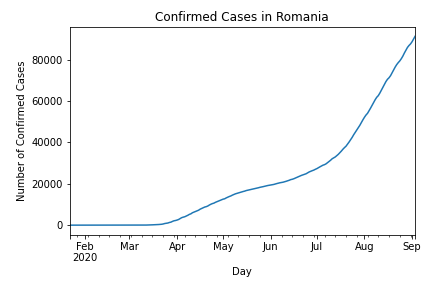 Confirmed Cases in Romania
Number of Confirmed Cases
80000
60000
40000
20000
0
Feb Mar Apr May Jun Jul Aug Sep
2020
Day